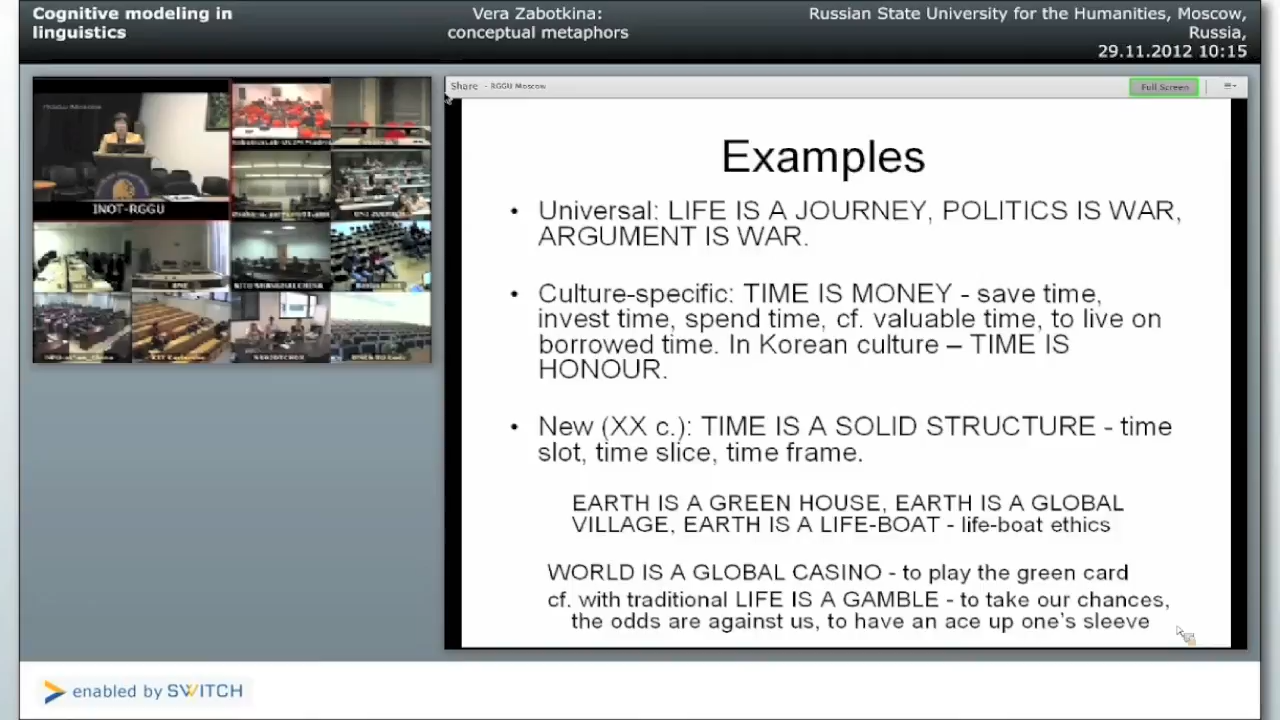 Cognitive modeling in
linguistics
Vera Zabotkina:
conceptual metaphors
Russian State University for the Humanities, Moscow,
Russia,
29.11.2012 10:15
INOT-RGGU
Share - RGGU Moscow
Full Screen
Examples
• Universal: LIFE IS A JOURNEY, POLITICS IS WAR,
ARGUMENT IS WAR.
• Culture-specific: TIME IS MONEY - save time,
invest time, spend time, cf. valuable time, to live on
borrowed time. In Korean culture – TIME IS
HONOUR.
• New (XX c.): TIME IS A SOLID STRUCTURE - time
slot, time slice, time frame.
EARTH IS A GREEN HOUSE, EARTH IS A GLOBAL
VILLAGE, EARTH IS A LIFE-BOAT - life-boat ethics
WORLD IS A GLOBAL CASINO - to play the green card
cf. with traditional LIFE IS A GAMBLE - to take our chances,
the odds are against us, to have an ace up one's sleeve
enabled by SWITCH